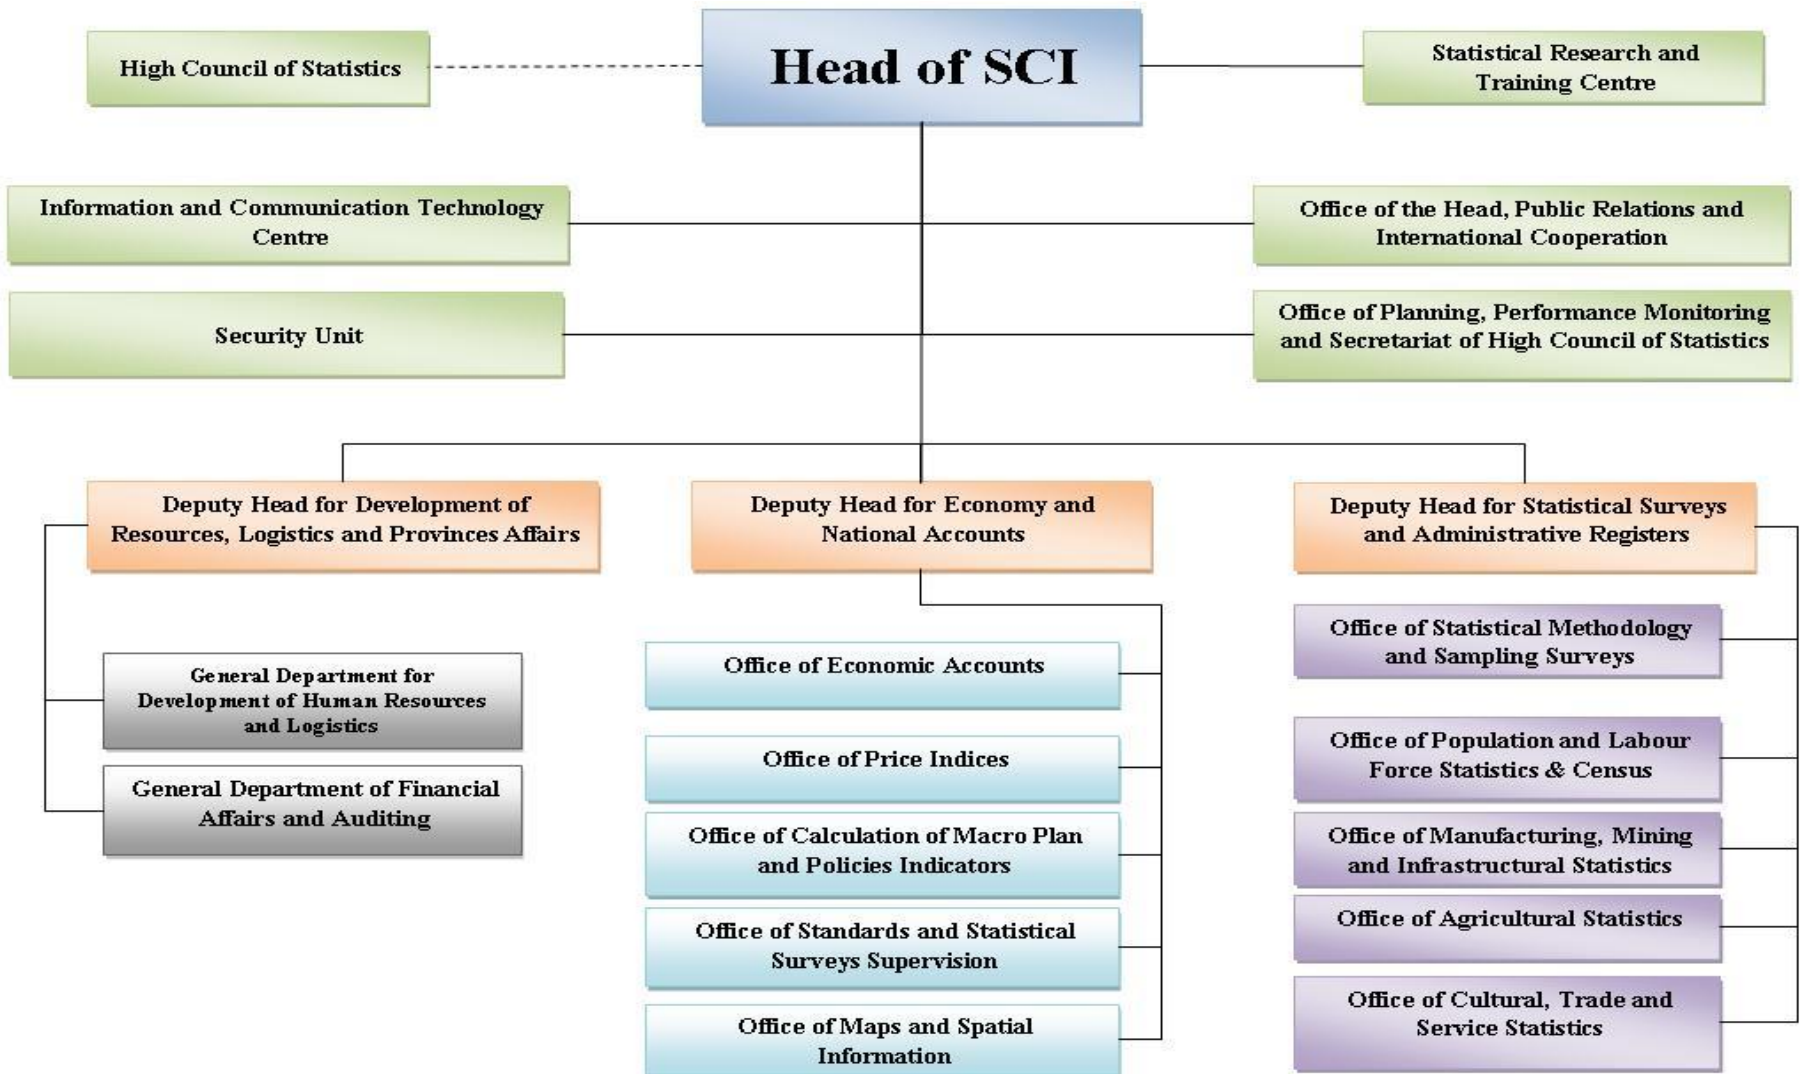 High Council of Statistics
Head of SCI
Statistical Research and
Training Centre
Information and Communication Technology
Centre
Office of the Head, Public Relations and
International Cooperation
Security Unit
Office of Planning, Performance Monitoring
and Secretariat of High Council of Statistics
Deputy Head for Development of
Resources, Logistics and Provinces Affairs
General Department for
Development of Human Resources
and Logistics
General Department of Financial
Affairs and Auditing
Deputy Head for Economy and
National Accounts
Office of Economic Accounts
Office of Price Indices
Office of Calculation of Macro Plan
and Policies Indicators
Office of Standards and Statistical
Surveys Supervision
Office of Maps and Spatial
Information
Deputy Head for Statistical Surveys
and Administrative Registers
Office of Statistical Methodology
and Sampling Surveys
Office of Population and Labour
Force Statistics & Census
Office of Manufacturing, Mining
and Infrastructural Statistics
Office of Agricultural Statistics
Office of Cultural, Trade and
Service Statistics